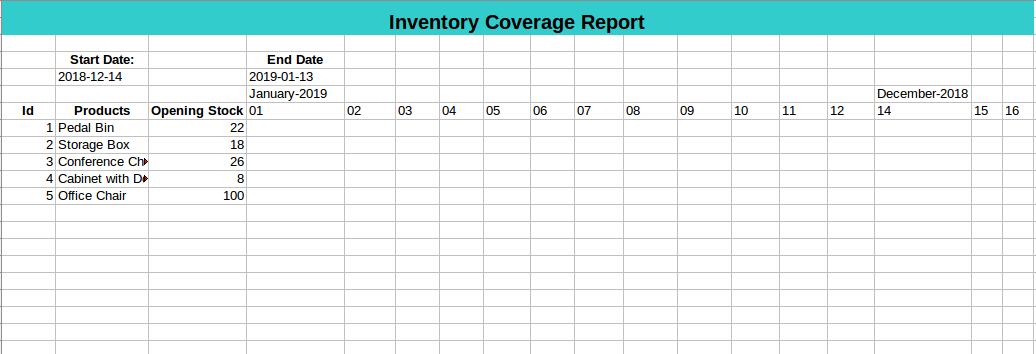 Inventory Coverage Report
Start Date: End Date
2018-12-14 2019-01-13
January-2019 December-2018
Id Products Opening Stock 01 02 03 04 05 06 07 08 09 10 11 12 14 15 16
1 Pedal Bin 22
2 Storage Box 18
3 Conference Ch 26
4 Cabinet with D 8
5 Office Chair 100